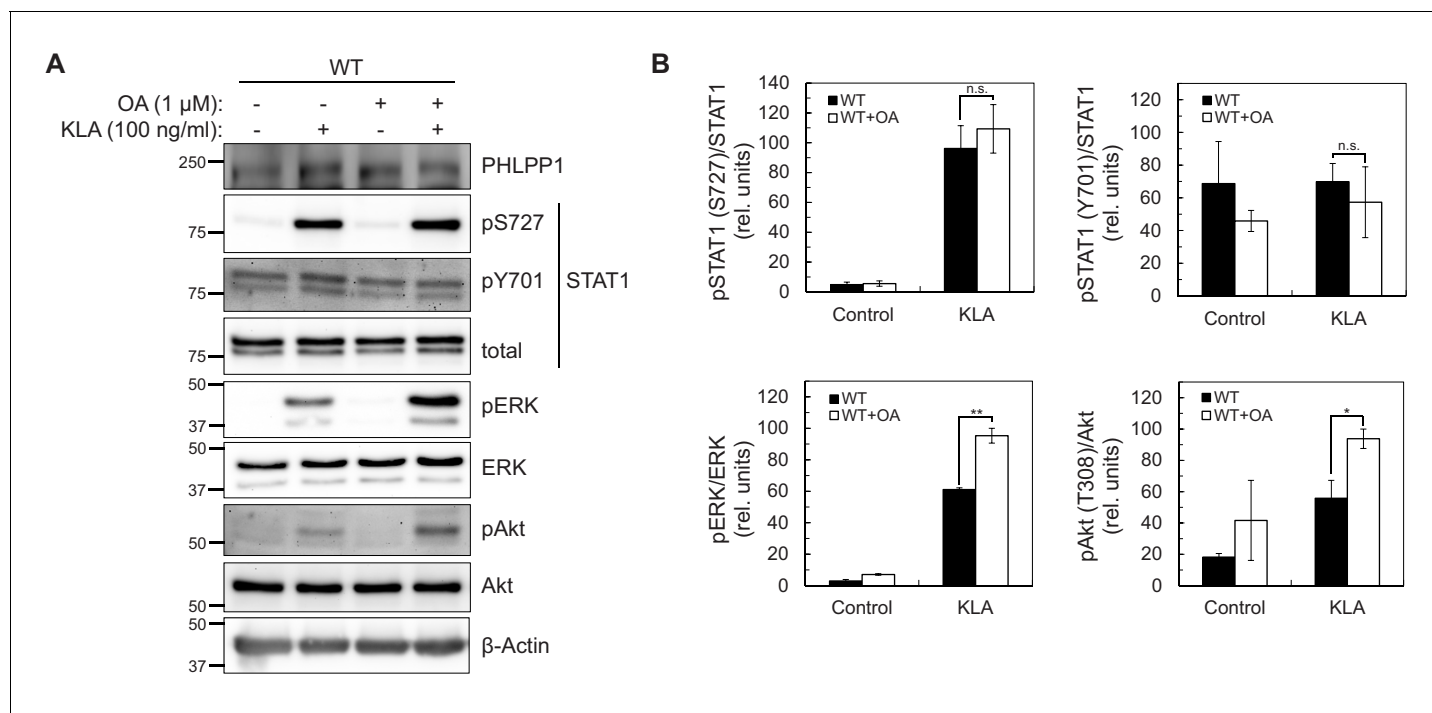 A
WT
OA (1 µM): - - + +
KLA (100 ng/ml): - + - +
250 PHLPP1
75 pS727
75 pY701
STAT1
75 total
50
pERK
37
50
ERK
37
pAkt
50
Akt
50
50
β-Actin
37
B
pSTAT1 (S727)/STAT1
(rel. units)
140
120
100
80
60
40
20
0
WT
WT+OA
n.s.
Control KLA
pSTAT1 (Y701)/STAT1
(rel. units)
120
100
80
60
40
20
0
WT
WT+OA
n.s.
Control KLA
pERK/ERK
(rel. units)
120
100
80
60
40
20
0
WT
WT+OA
**
Control KLA
pAkt (T308)/Akt
(rel. units)
120
100
80
60
40
20
0
WT
WT+OA
*
Control KLA